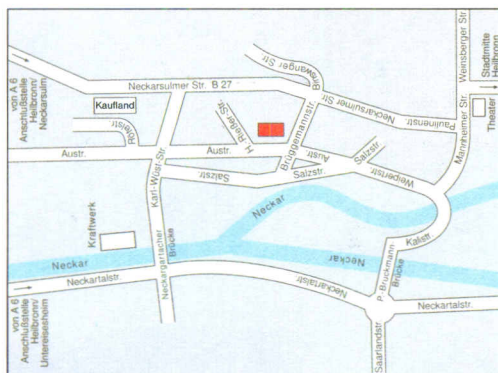 von A 6
Anschlußstelle
Heilbronn/
Neckarsulm
Neckarsulmer Str. B 27
Kaufland
Rötelstr.
H.-Rießer Str.
Binswanger Str.
Neckarsulmer Str.
Paulinenstr.
Weinsberger Str.
Stadtmitte
Heilbronn
Theater
Mannheimer Str.
Austr.
Austr.
Austr.
Brüggemannstr.
Karl-Wüst-Str.
Salzstr.
Salzstr.
Salzstr.
Weipertstr.
Kraftwerk
Neckar
Neckar
Neckar
Neckargartacher
Brücke
Kalistr.
P.-Bruckmann-
Brücke
Neckartalstr.
Neckartalstr.
Neckartalstr.
Saarlandstr.
von A 6
Anschlußstelle
Heilbronn/
Untereisesheim